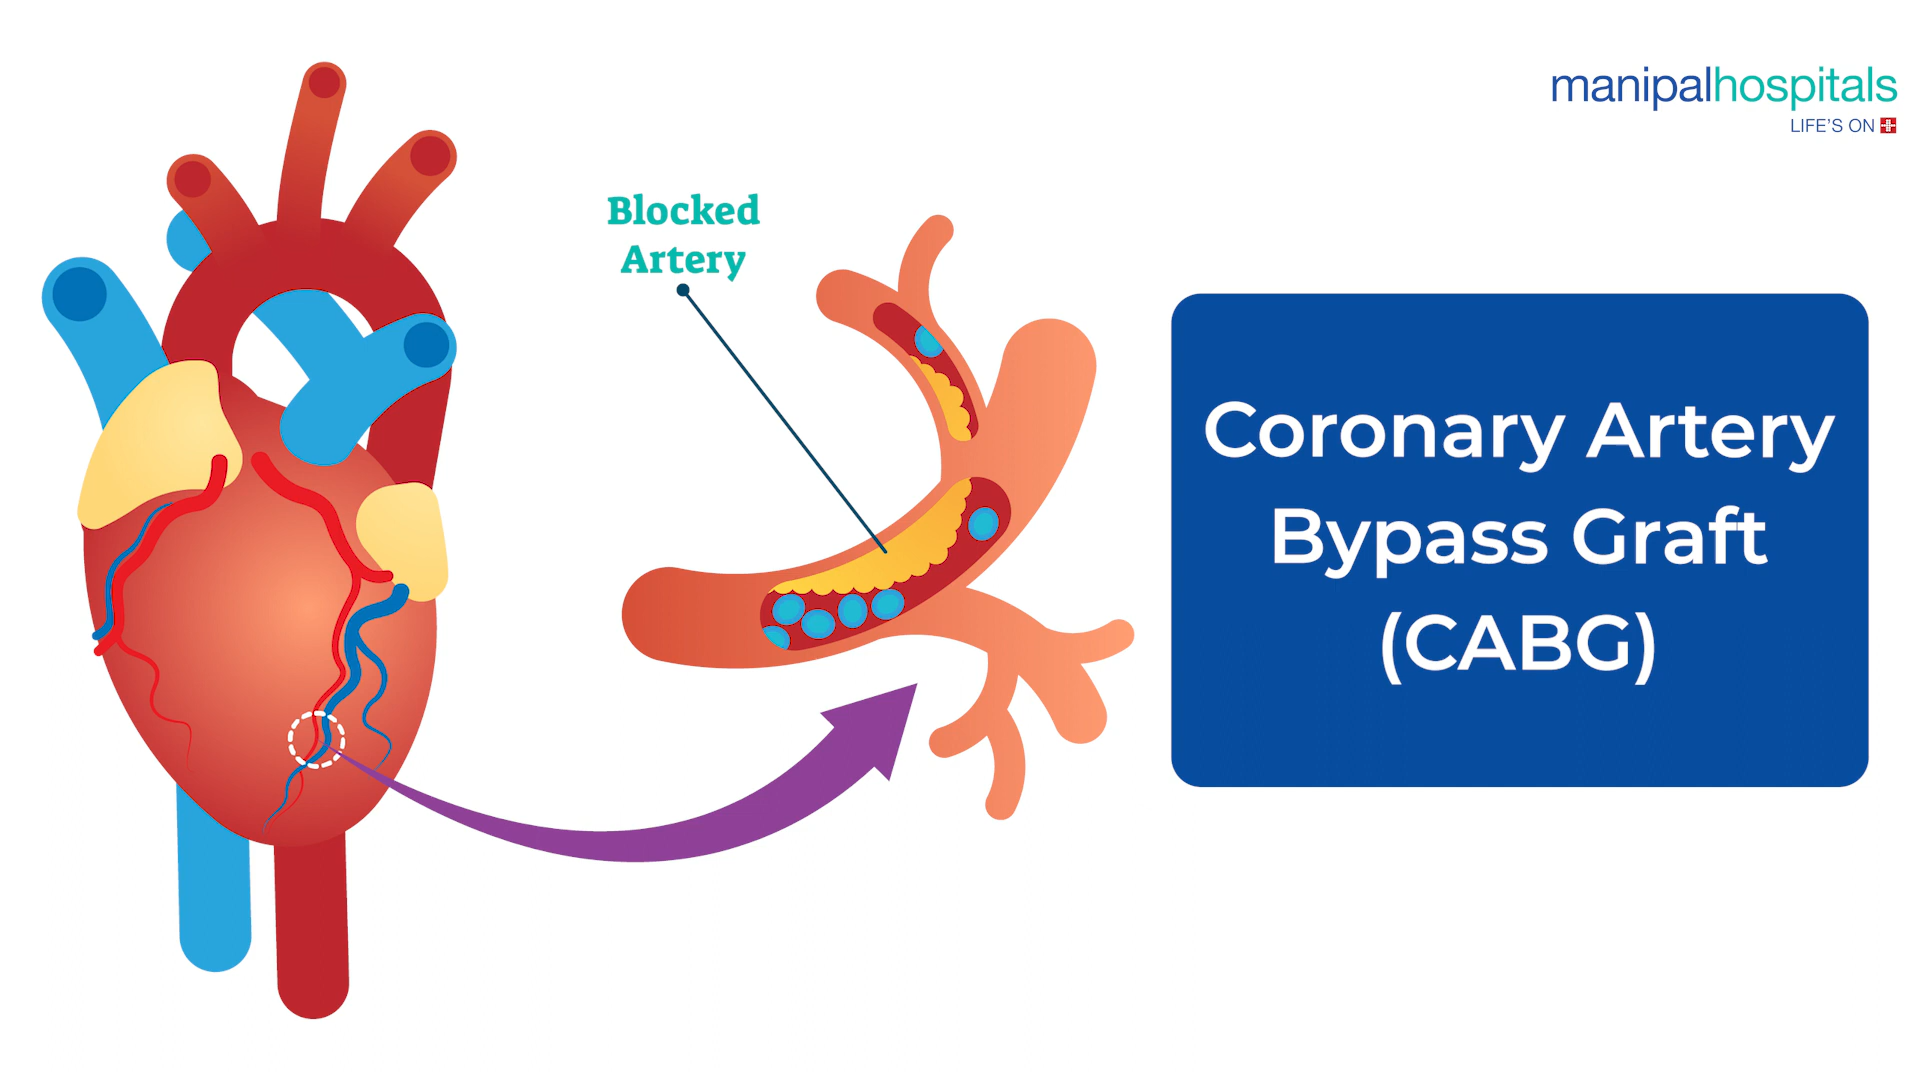 manipalhospitals
LIFE'S ON
Blocked
Artery
Coronary Artery
Bypass Graft
(CABG)